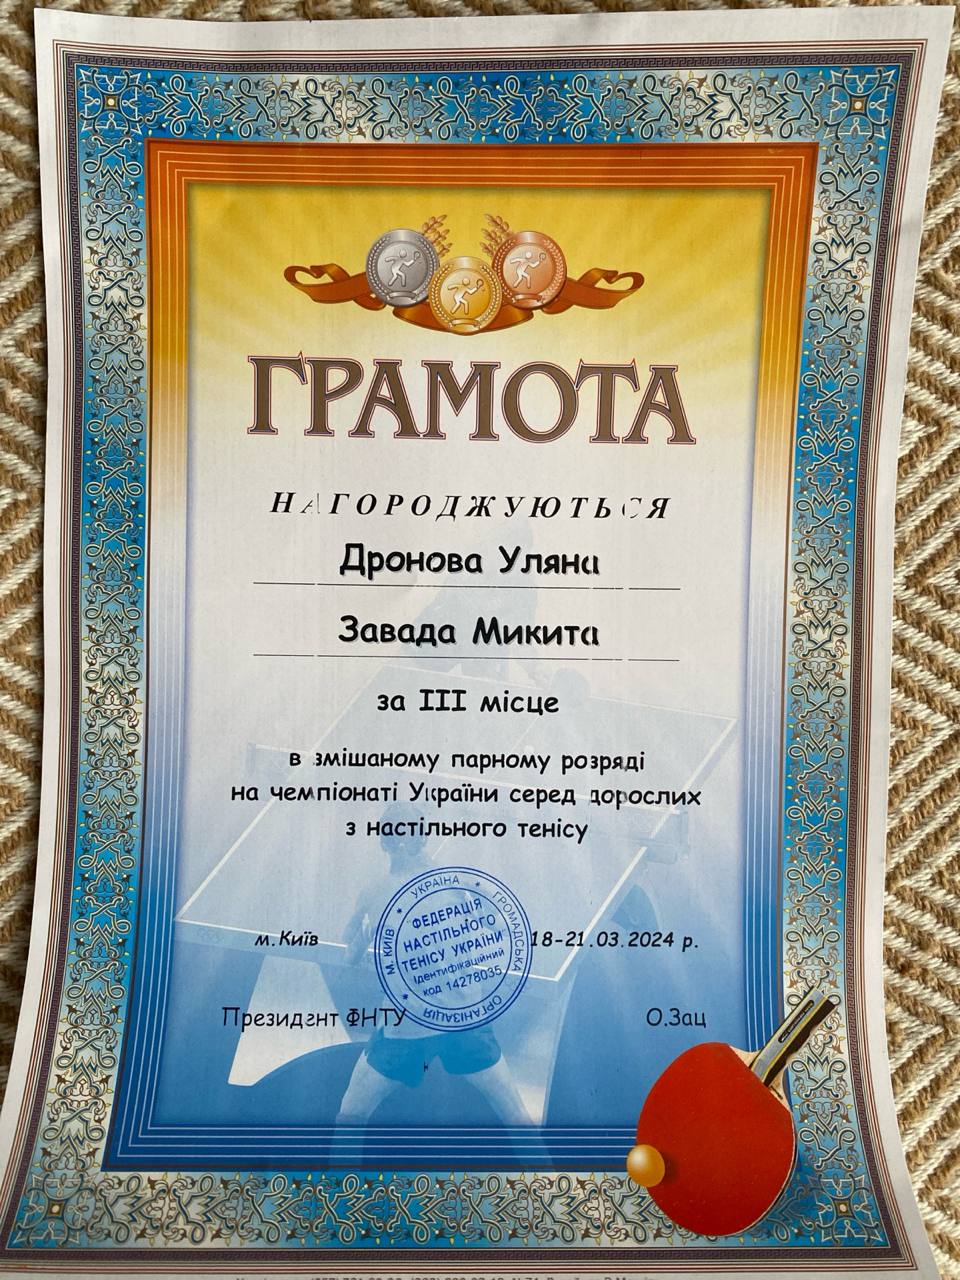 ГРАМОТА
НАГОРОДЖУЮТЬСЯ
Дронова Уляна
Завада Микита
за III місце
в змішаному парному розряді
на чемпіонаті України серед дорослих
з настільного тенісу
м.Київ 18-21.03.2024 р.
УКРАЇНА * ГРОМАДСЬКА ОРГАНІЗАЦІЯ * М. КИЇВ *
ФЕДЕРАЦІЯ
НАСТІЛЬНОГО
ТЕНІСУ УКРАЇНИ
Ідентифікаційний
код 14278035
Президент ФНТУ О.Зац